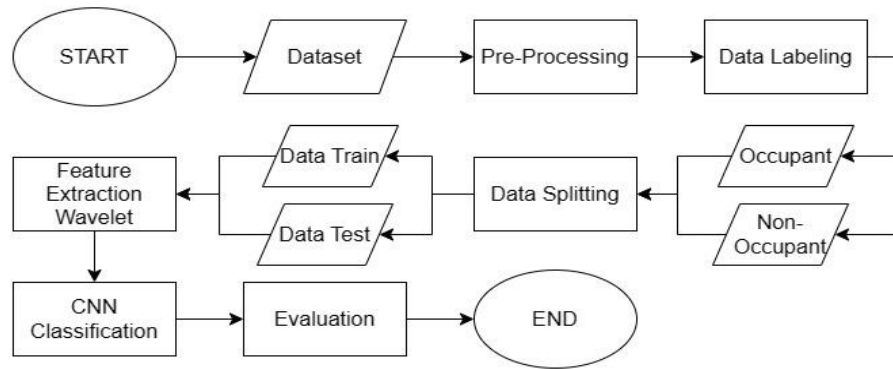 START
Dataset
Pre-Processing
Data Labeling
Occupant
Non-
Occupant
Data Splitting
Data Train
Data Test
Feature
Extraction
Wavelet
CNN
Classification
Evaluation
END